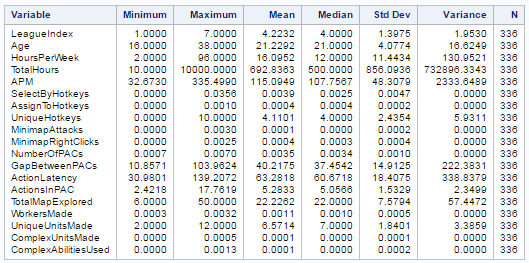 Variable Minimum Maximum Mean Median Std Dev Variance N
LeagueIndex 1.0000 7.0000 4.2232 4.0000 1.3975 1.9530 336
Age 16.0000 38.0000 21.2292 21.0000 4.0774 16.6249 336
HoursPerWeek 2.0000 96.0000 16.0952 12.0000 11.4434 130.9521 336
TotalHours 10.0000 10000.0000 692.8363 500.0000 856.0936 732896.3343 336
APM 32.6730 335.4990 115.0949 107.7567 48.3079 2333.6489 336
SelectByHotkeys 0.0000 0.0356 0.0039 0.0025 0.0047 0.0000 336
AssignToHotkeys 0.0000 0.0010 0.0004 0.0004 0.0002 0.0000 336
UniqueHotkeys 0.0000 10.0000 4.1101 4.0000 2.4354 5.9311 336
MinimapAttacks 0.0000 0.0030 0.0001 0.0000 0.0002 0.0000 336
MinimapRightClicks 0.0000 0.0025 0.0004 0.0003 0.0004 0.0000 336
NumberOfPACs 0.0007 0.0070 0.0035 0.0034 0.0010 0.0000 336
GapBetweenPACs 10.8571 103.9624 40.2175 37.4542 14.9125 222.3831 336
ActionLatency 30.9801 139.2072 63.2818 60.6718 18.4075 338.8379 336
ActionsInPAC 2.4218 17.7619 5.2833 5.0566 1.5329 2.3499 336
TotalMapExplored 6.0000 50.0000 22.2262 22.0000 7.5794 57.4472 336
WorkersMade 0.0003 0.0032 0.0011 0.0010 0.0005 0.0000 336
UniqueUnitsMade 2.0000 12.0000 6.5714 7.0000 1.8401 3.3859 336
ComplexUnitsMade 0.0000 0.0005 0.0001 0.0000 0.0001 0.0000 336
ComplexAbilitiesUsed 0.0000 0.0013 0.0001 0.0000 0.0002 0.0000 336